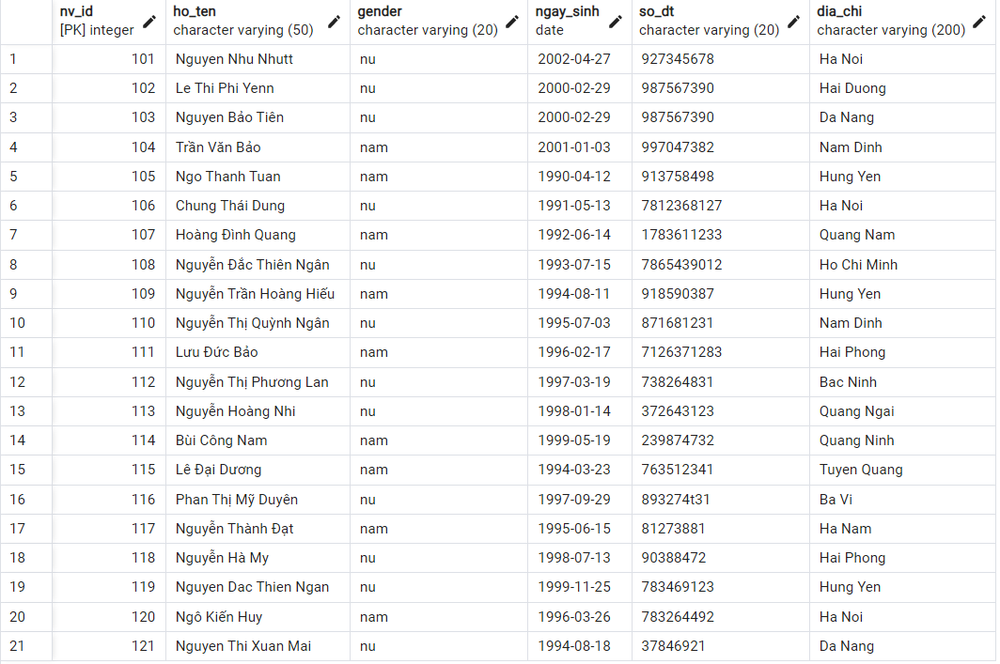 nv_id ho_ten gender ngay_sinh so_dt dia_chi
[PK] integer character varying (50) character varying (20) date character varying (20) character varying (200)
1 101 Nguyen Nhu Nhutt nu 2002-04-27 927345678 Ha Noi
2 102 Le Thi Phi Yenn nu 2000-02-29 987567390 Hai Duong
3 103 Nguyen Bảo Tiên nu 2000-02-29 987567390 Da Nang
4 104 Trần Văn Bảo nam 2001-01-03 997047382 Nam Dinh
5 105 Ngo Thanh Tuan nam 1990-04-12 913758498 Hung Yen
6 106 Chung Thái Dung nu 1991-05-13 7812368127 Ha Noi
7 107 Hoàng Đình Quang nam 1992-06-14 1783611233 Quang Nam
8 108 Nguyễn Đắc Thiên Ngân nu 1993-07-15 7865439012 Ho Chi Minh
9 109 Nguyễn Trần Hoàng Hiếu nam 1994-08-11 918590387 Hung Yen
10 110 Nguyễn Thị Quỳnh Ngân nu 1995-07-03 871681231 Nam Dinh
11 111 Lưu Đức Bảo nam 1996-02-17 7126371283 Hai Phong
12 112 Nguyễn Thị Phương Lan nu 1997-03-19 738264831 Bac Ninh
13 113 Nguyễn Hoàng Nhi nu 1998-01-14 372643123 Quang Ngai
14 114 Bùi Công Nam nam 1999-05-19 239874732 Quang Ninh
15 115 Lê Đại Dương nam 1994-03-23 763512341 Tuyen Quang
16 116 Phan Thị Mỹ Duyên nu 1997-09-29 893274t31 Ba Vi
17 117 Nguyễn Thành Đạt nam 1995-06-15 81273881 Ha Nam
18 118 Nguyễn Hà My nu 1998-07-13 90388472 Hai Phong
19 119 Nguyen Dac Thien Ngan nu 1999-11-25 783469123 Hung Yen
20 120 Ngô Kiến Huy nam 1996-03-26 783264492 Ha Noi
21 121 Nguyen Thi Xuan Mai nu 1994-08-18 37846921 Da Nang